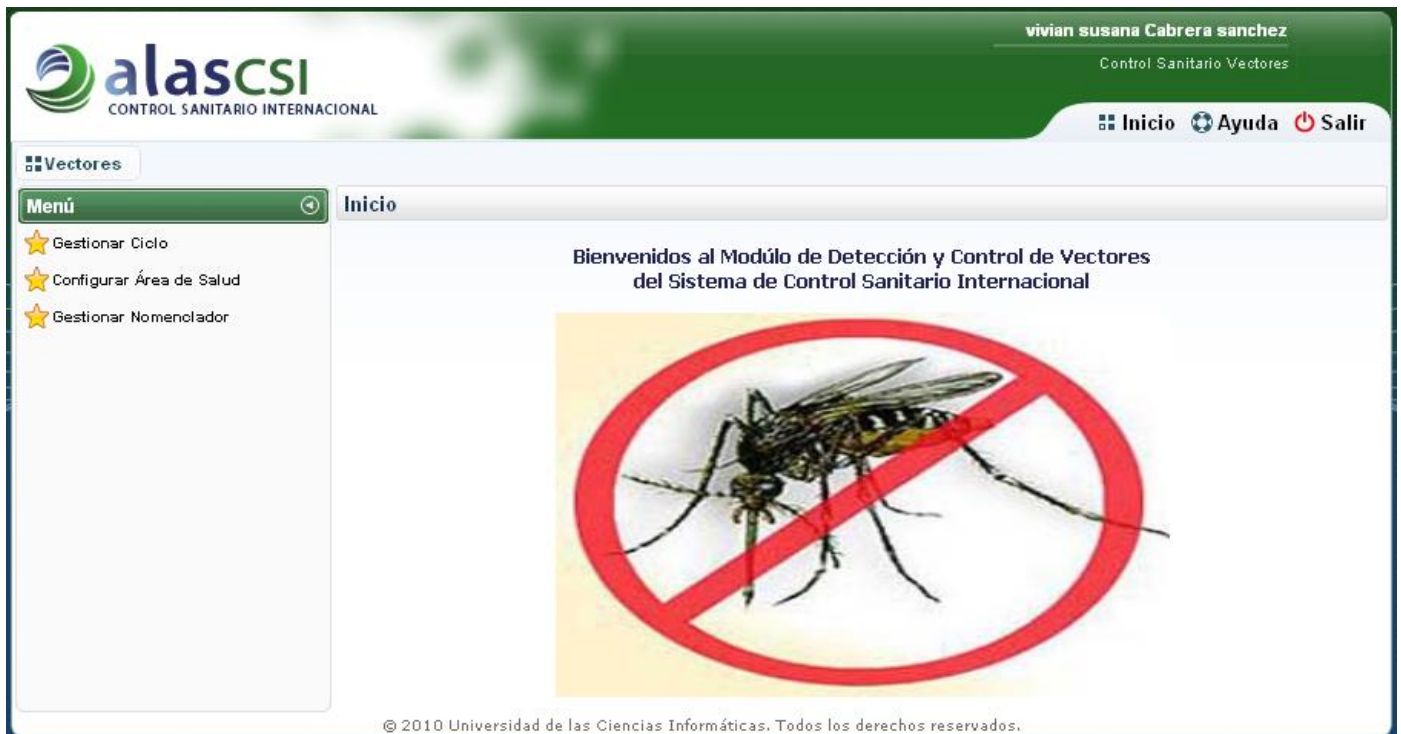 vivian susana Cabrera sanchez
Control Sanitario Vectores
alascsi
CONTROL SANITARIO INTERNACIONAL
Inicio Ayuda Salir
Vectores
Menú
Inicio
Gestionar Ciclo
Configurar Área de Salud
Gestionar Nomenclador
Bienvenidos al Modúlo de Detección y Control de Vectores
del Sistema de Control Sanitario Internacional
© 2010 Universidad de las Ciencias Informáticas. Todos los derechos reservados.